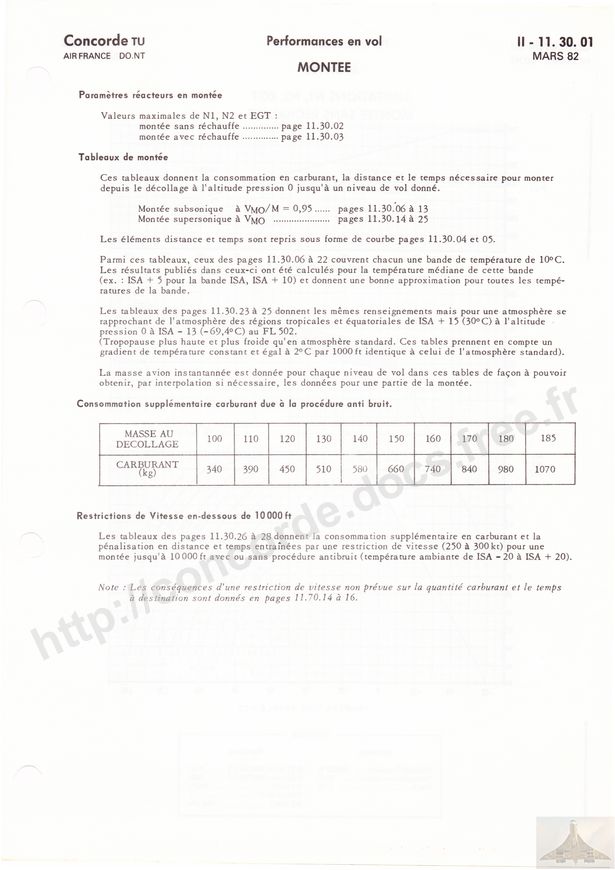 Concorde TU
AIR FRANCE DO.NT
Performances en vol
MONTEE
II - 11. 30. 01
MARS 82
Paramètres réacteurs en montée
Valeurs maximales de N1, N2 et EGT :
montée sans réchauffe .............. page 11.30.02
montée avec réchauffe .............. page 11.30.03
Tableaux de montée
Ces tableaux donnent la consommation en carburant, la distance et le temps nécessaire pour monter
depuis le décollage à l'altitude pression 0 jusqu'à un niveau de vol donné.
Montée subsonique à VMO/M = 0,95 ...... pages 11.30.06 à 13
Montée supersonique à VMO ...................... pages 11.30.14 à 25
Les éléments distance et temps sont repris sous forme de courbe pages 11.30.04 et 05.
Parmi ces tableaux, ceux des pages 11.30.06 à 22 couvrent chacun une bande de température de 10°C.
Les résultats publiés dans ceux-ci ont été calculés pour la température médiane de cette bande
(ex. : ISA + 5 pour la bande ISA, ISA + 10) et donnent une bonne approximation pour toutes les tempé-
ratures de la bande.
Les tableaux des pages 11.30.23 à 25 donnent les mêmes renseignements mais pour une atmosphère se
rapprochant de l'atmosphère des régions tropicales et équatoriales de ISA + 15 (30°C) à l'altitude
pression 0 à ISA - 13 (-69,4°C) au FL 502.
(Tropopause plus haute et plus froide qu'en atmosphère standard. Ces tables prennent en compte un
gradient de température constant et égal à 2°C par 1000 ft identique à celui de l'atmosphère standard).
La masse avion instantannée est donnée pour chaque niveau de vol dans ces tables de façon à pouvoir
obtenir, par interpolation si nécessaire, les données pour une partie de la montée.
Consommation supplémentaire carburant due à la procédure anti bruit.
MASSE AU DECOLLAGE 100 110 120 130 140 150 160 170 180 185
CARBURANT (kg) 340 390 450 510 580 660 740 840 980 1070
Restrictions de Vitesse en-dessous de 10 000 ft
Les tableaux des pages 11.30.26 à 28 donnent la consommation supplémentaire en carburant et la
pénalisation en distance et temps entraînées par une restriction de vitesse (250 à 300 kt) pour une
montée jusqu'à 10 000 ft avec ou sans procédure antibruit (température ambiante de ISA - 20 à ISA + 20).
Note : Les conséquences d'une restriction de vitesse non prévue sur la quantité carburant et le temps
à destination sont donnés en pages 11.70.14 à 16.
http://concorde.docs.free.fr